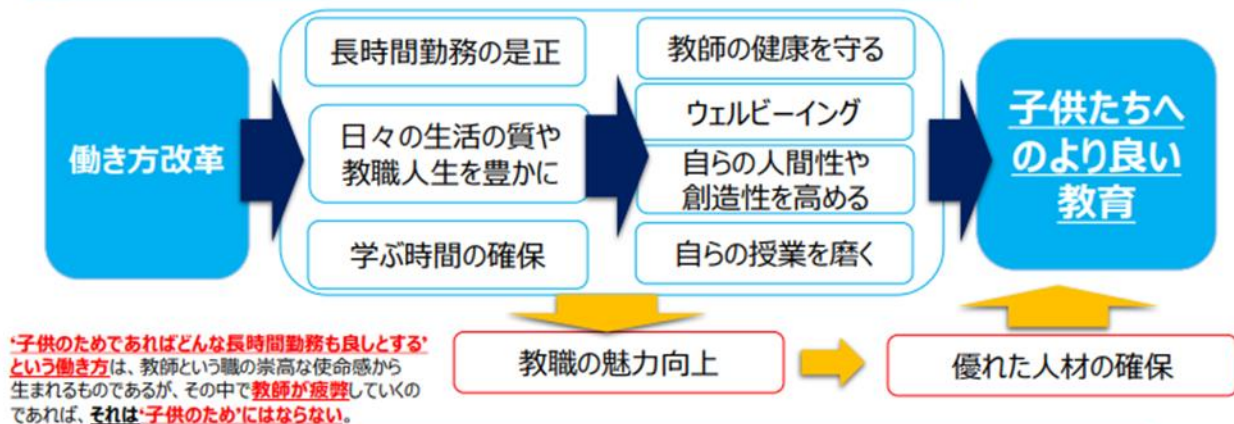 働き方改革
長時間勤務の是正
日々の生活の質や
教職人生を豊かに
学ぶ時間の確保
教師の健康を守る
ウェルビーイング
自らの人間性や
創造性を高める
自らの授業を磨く
子供たちへ
のより良い
教育
‘子供のためであればどんな長時間勤務も良しとする’
という働き方は、教師という職の崇高な使命感から
生まれるものであるが、その中で教師が疲弊していくの
であれば、それは‘子供のため’にはならない。
教職の魅力向上
優れた人材の確保